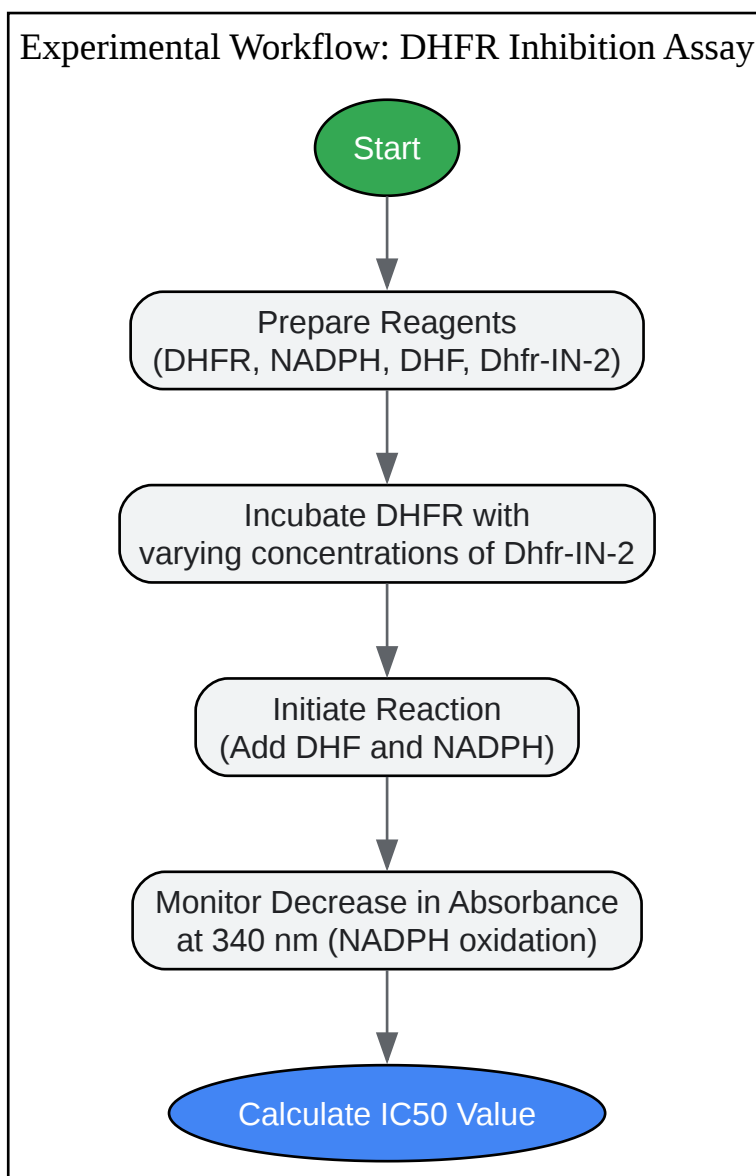 Experimental Workflow: DHFR Inhibition Assay
Start
Prepare Reagents
(DHFR, NADPH, DHF, Dhfr-IN-2)
Incubate DHFR with
varying concentrations of Dhfr-IN-2
Initiate Reaction
(Add DHF and NADPH)
Monitor Decrease in Absorbance
at 340 nm (NADPH oxidation)
Calculate IC50 Value